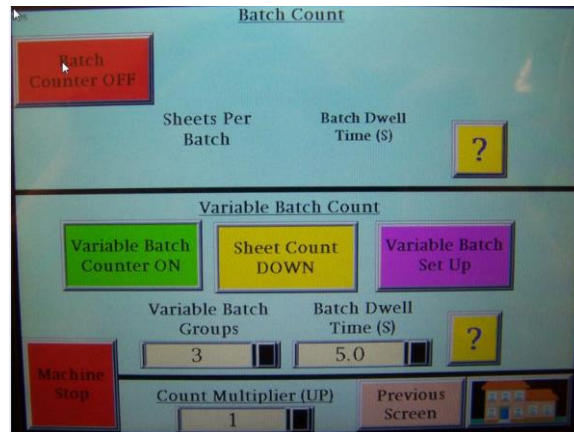 Batch Count
Batch
Counter OFF
Sheets Per
Batch
Batch Dwell
Time (S)
?
Variable Batch Count
Variable Batch
Counter ON
Sheet Count
DOWN
Variable Batch
Set Up
Variable Batch
Groups
3
Batch Dwell
Time (S)
5.0
?
Machine
Stop
Count Multiplier (UP)
1
Previous
Screen